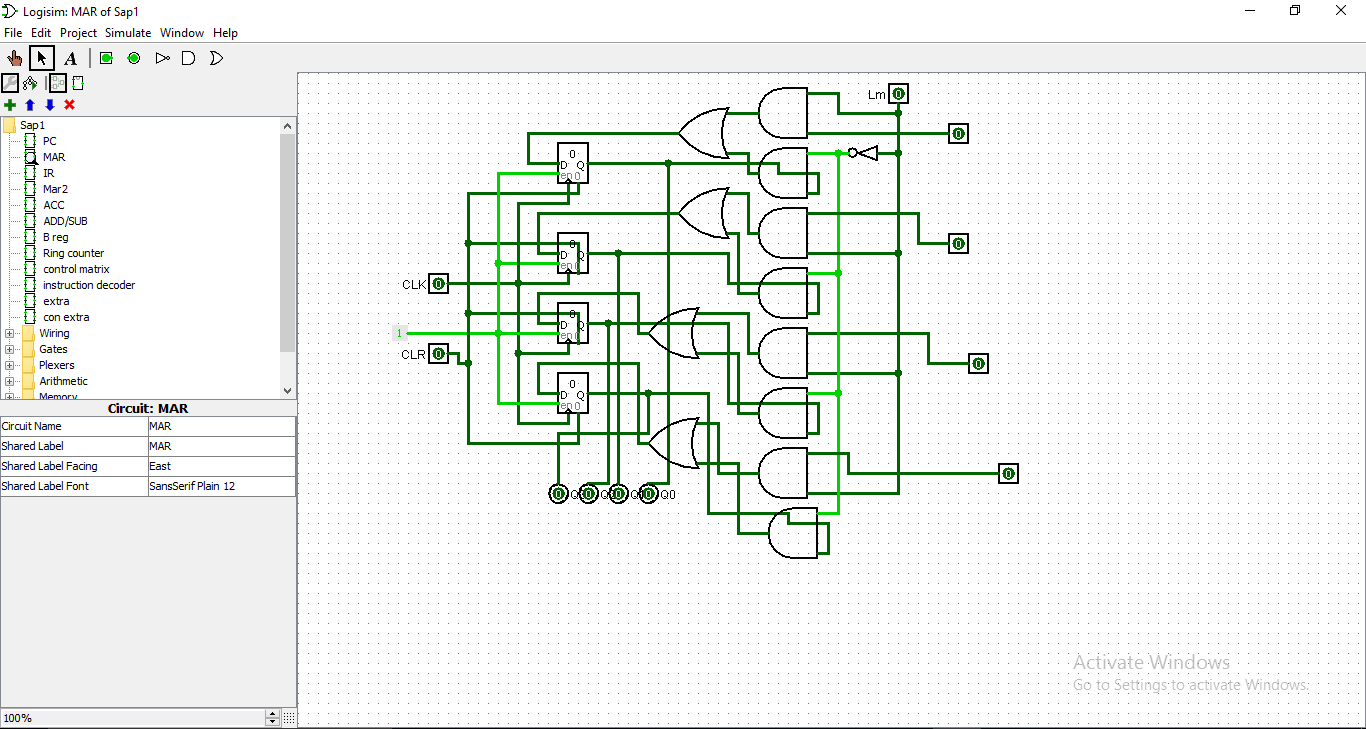 Logisim: MAR of Sap1
File Edit Project Simulate Window Help
A
Sap1
PC
MAR
IR
Mar2
ACC
ADD/SUB
B reg
Ring counter
control matrix
instruction decoder
extra
con extra
Wiring
Gates
Plexers
Arithmetic
Memory
Circuit: MAR
Circuit Name MAR
Shared Label MAR
Shared Label Facing East
Shared Label Font SansSerif Plain 12
100%
Lm 0
0
0
D Q
en 0
0
0
D Q
en 0
CLK 0
0
D Q
en 0
1
CLR 0
0
0
D Q
en 0
0
0 0 0 0 Q0
Activate Windows
Go to Settings to activate Windows.